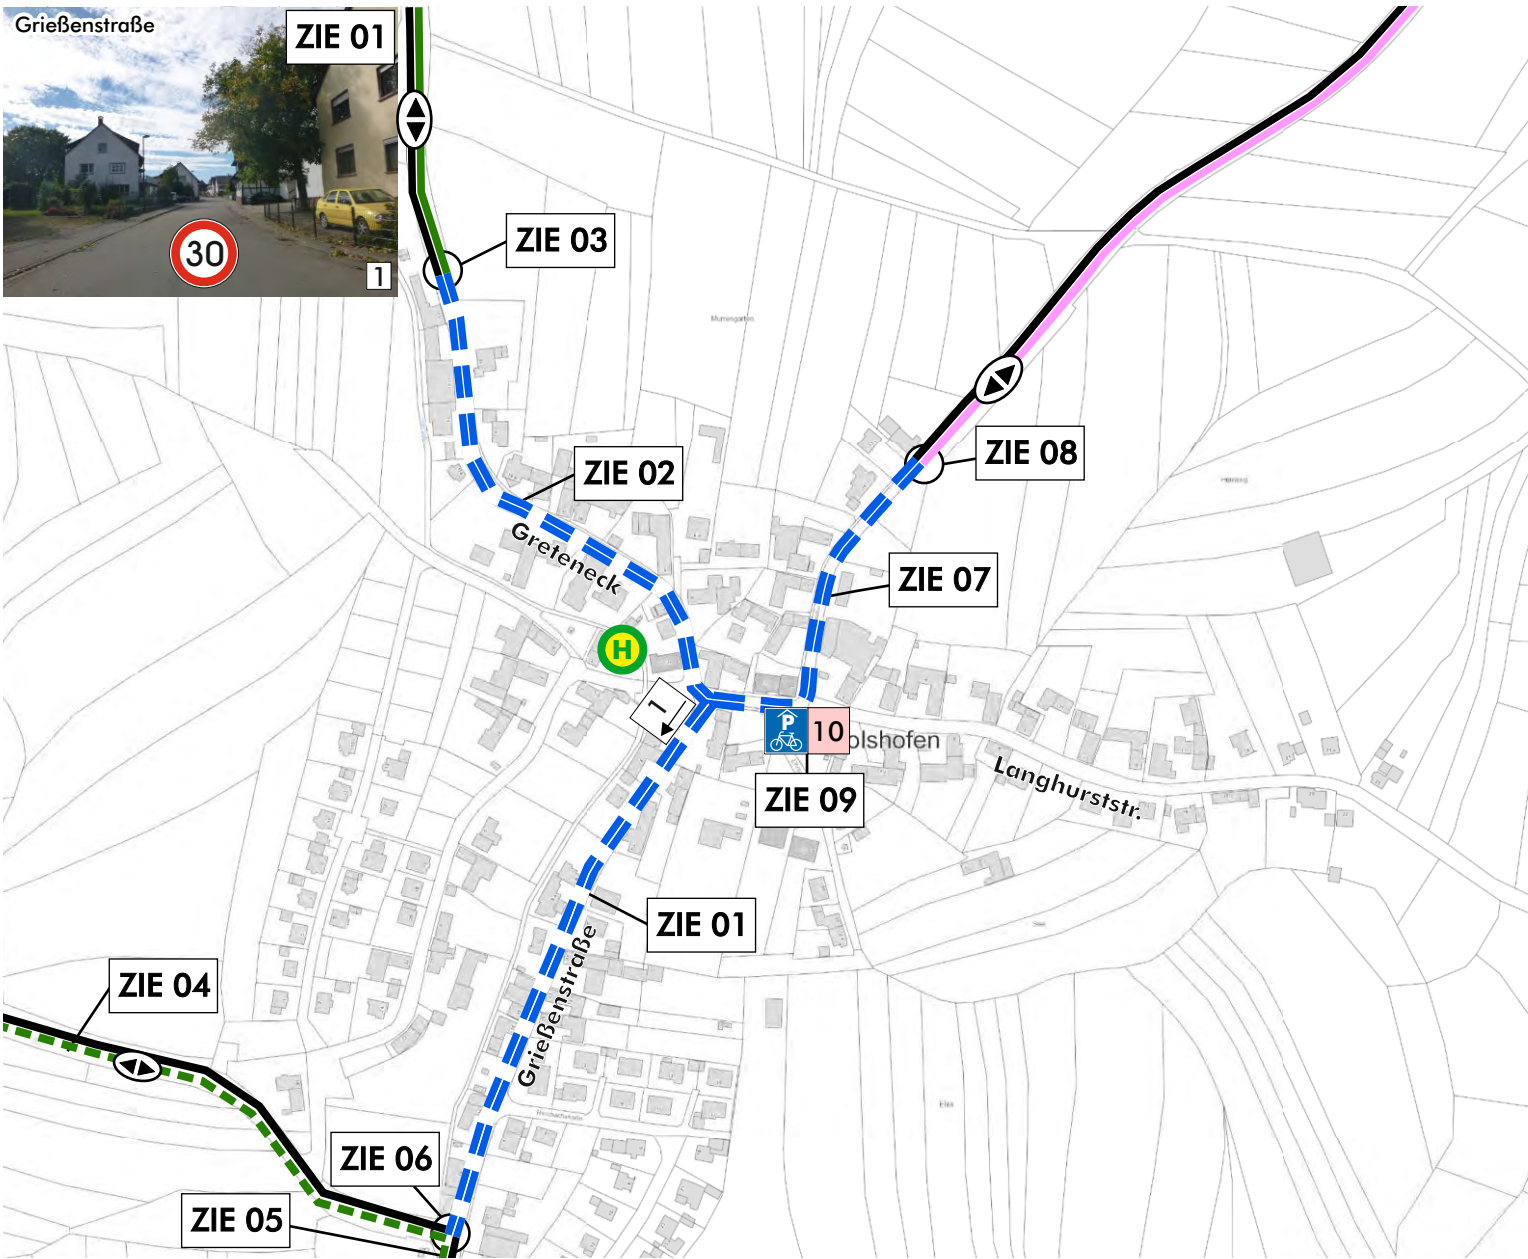 Grießenstraße
ZIE 01
30
1
ZIE 03
Murrengarten
ZIE 02
ZIE 08
Greteneck
ZIE 07
H
1
P
10
olshofen
Langhurststr.
ZIE 09
ZIE 01
Grießenstraße
ZIE 04
ZIE 06
ZIE 05